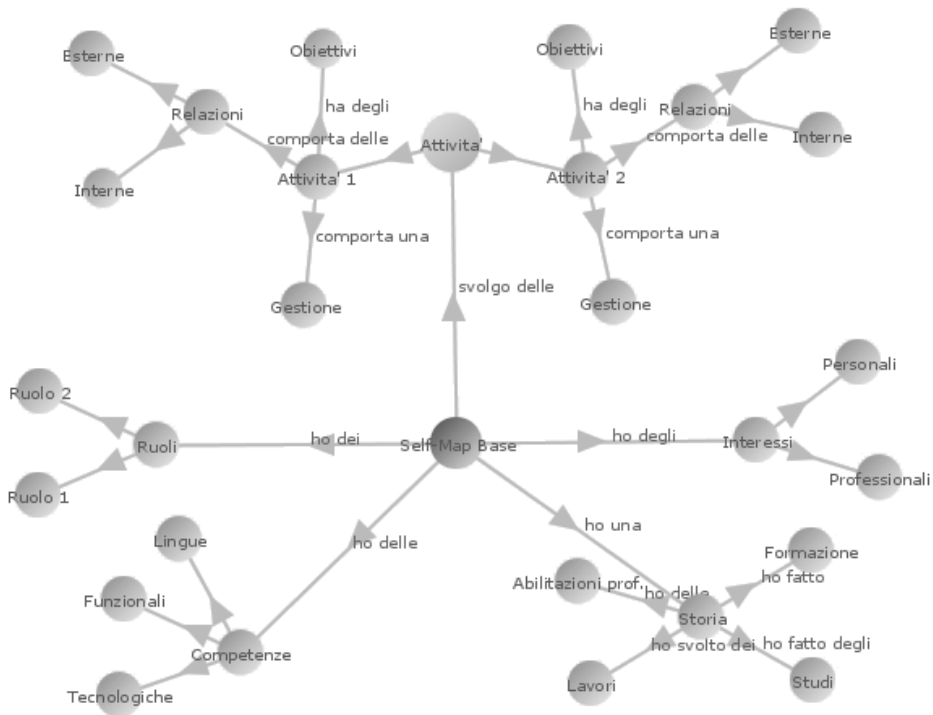 Esterne
Obiettivi
Obiettivi
Esterne
Relazioni
ha degli
ha degli
Relazioni
comporta delle
Attivita'
comporta delle
Interne
Interne
Attivita' 1
Attivita' 2
comporta una
comporta una
Gestione
svolgo delle
Gestione
Personali
Ruolo 2
Ruoli
ho dei
Self-Map Base
ho degli
Interessi
Professionali
Ruolo 1
Lingue
ho delle
ho una
Formazione
Abilitazioni prof.
ho fatto
Funzionali
ho delle
Storia
Competenze
ho svolto dei
ho fatto degli
Tecnologiche
Lavori
Studi